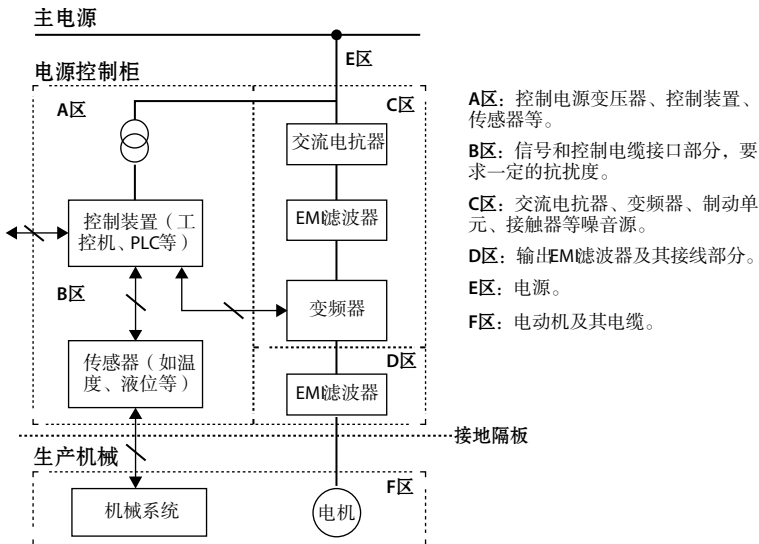 主电源
E区
电源控制柜
A区
C区
交流电抗器
EMI滤波器
控制装置（工
控机、PLC等）
B区
变频器
D区
传感器（如温
度、液位等）
EMI滤波器
接地隔板
生产机械
F区
机械系统
电机
A区：控制电源变压器、控制装置、
传感器等。
B区：信号和控制电缆接口部分，要
求一定的抗扰度。
C区：交流电抗器、变频器、制动单
元、接触器等噪音源。
D区：输出EMI滤波器及其接线部分。
E区：电源。
F区：电动机及其电缆。